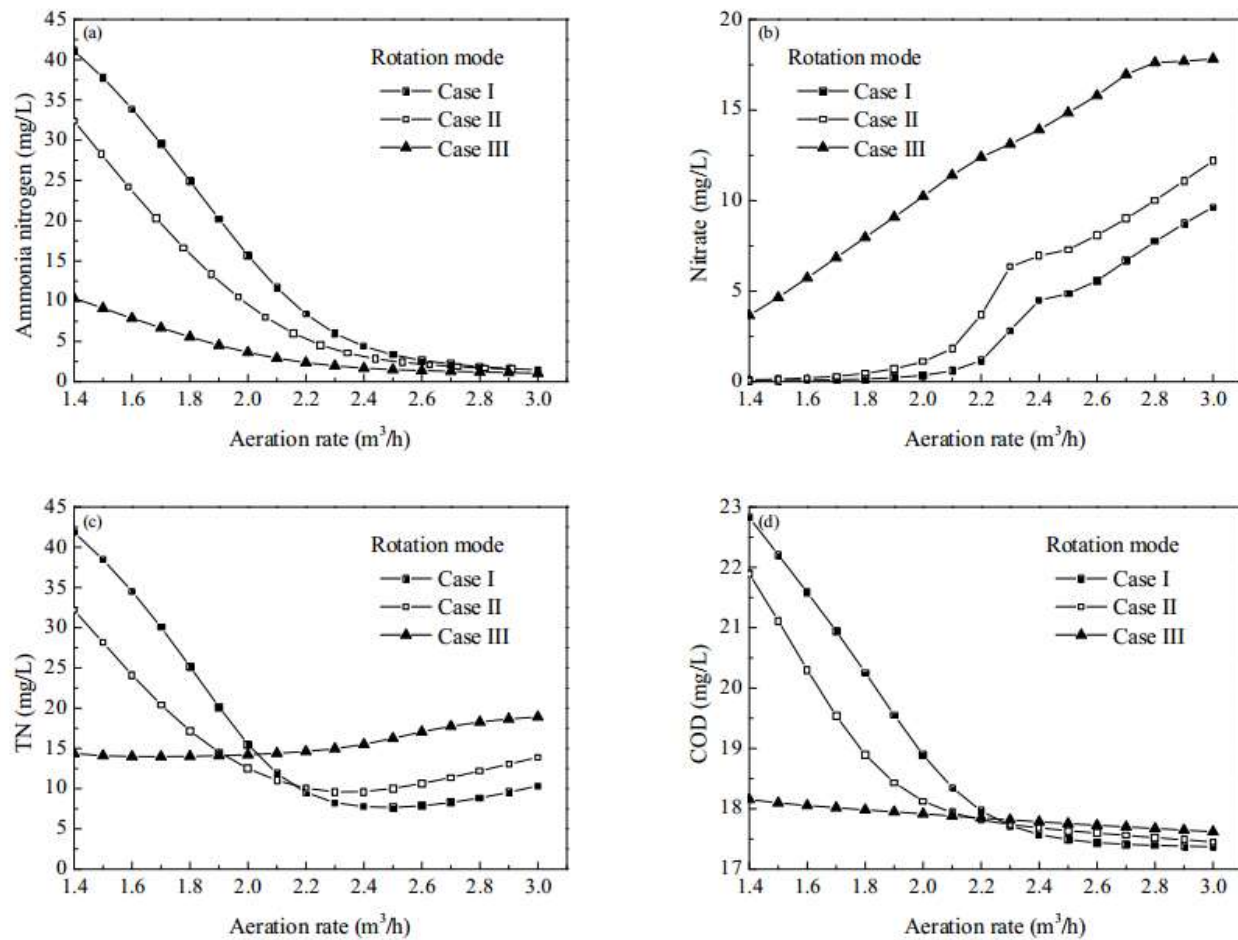 (a)
Rotation mode
Case I
Case II
Case III
Ammonia nitrogen (mg/L)
45
40
35
30
25
20
15
10
5
0
1.4 1.6 1.8 2.0 2.2 2.4 2.6 2.8 3.0
Aeration rate (m³/h)
(b)
Rotation mode
Case I
Case II
Case III
Nitrate (mg/L)
20
15
10
5
0
1.4 1.6 1.8 2.0 2.2 2.4 2.6 2.8 3.0
Aeration rate (m³/h)
(c)
Rotation mode
Case I
Case II
Case III
TN (mg/L)
45
40
35
30
25
20
15
10
5
0
1.4 1.6 1.8 2.0 2.2 2.4 2.6 2.8 3.0
Aeration rate (m³/h)
(d)
Rotation mode
Case I
Case II
Case III
COD (mg/L)
23
22
21
20
19
18
17
1.4 1.6 1.8 2.0 2.2 2.4 2.6 2.8 3.0
Aeration rate (m³/h)